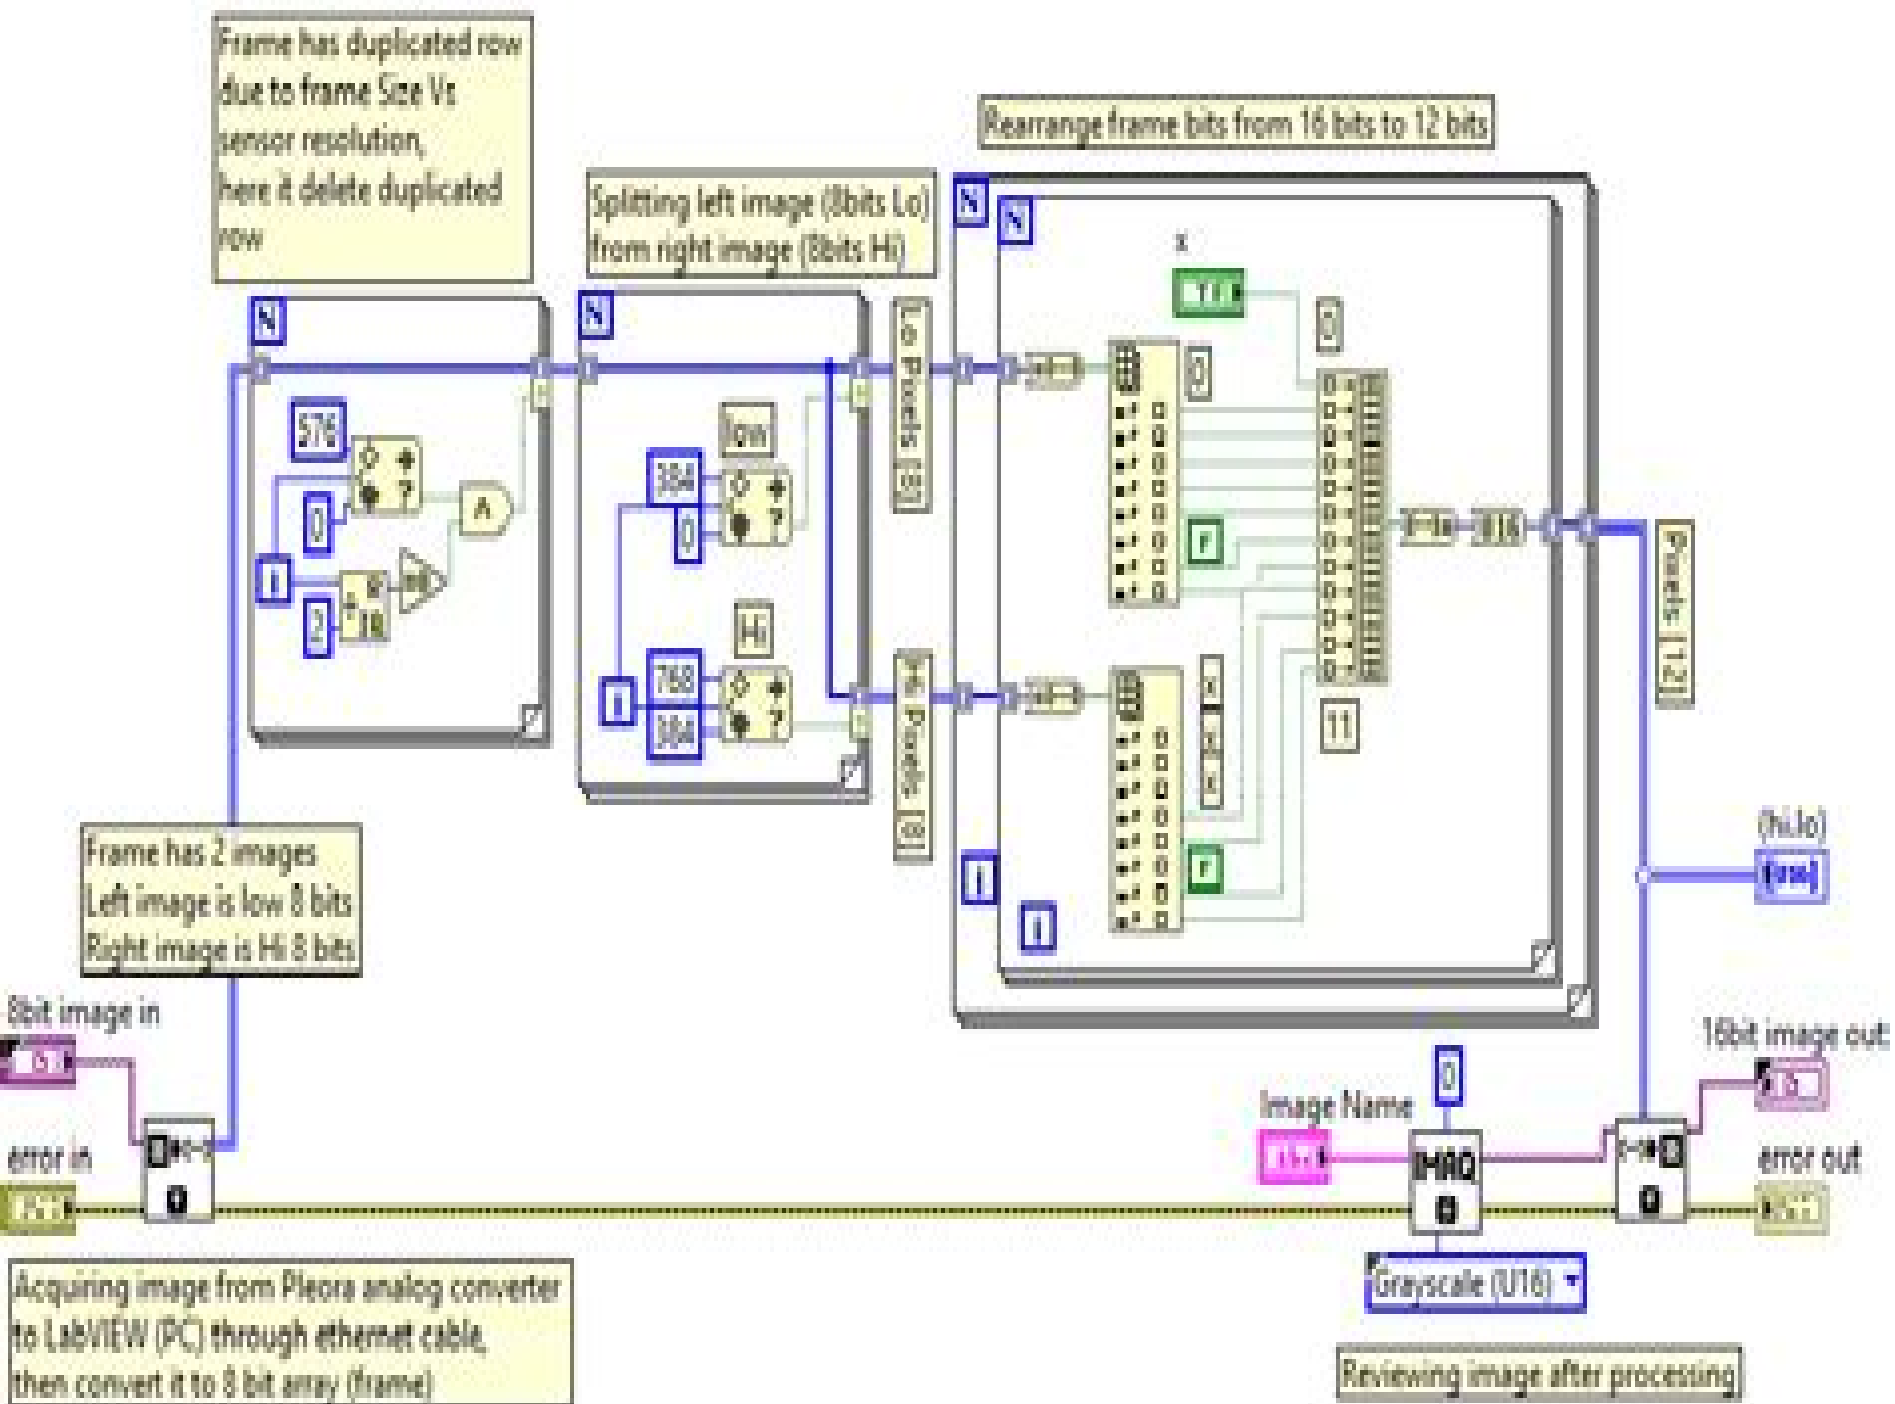 Frame has duplicated row
due to frame Size Vs
sensor resolution,
here it delete duplicated
row
Splitting left image (8bits Lo)
from right image (8bits Hi)
Rearrange frame bits from 16 bits to 12 bits
N
N
N
N
x
576
0
i
2
R
IQ
low
384
0
Hi
768
384
i
Lo Pixels [8]
Hi Pixels [8]
TF
0
0
F
x
x
x
F
11
U16
i
i
Pixels [12]
(hi.lo)
[U16]
Frame has 2 images
Left image is low 8 bits
Right image is Hi 8 bits
8bit image in
error in
Image Name
0
IMAQ
Grayscale (U16)
16bit image out
error out
Acquiring image from Pleora analog converter
to LabVIEW (PC) through ethernet cable,
then convert it to 8 bit array (frame)
Reviewing image after processing